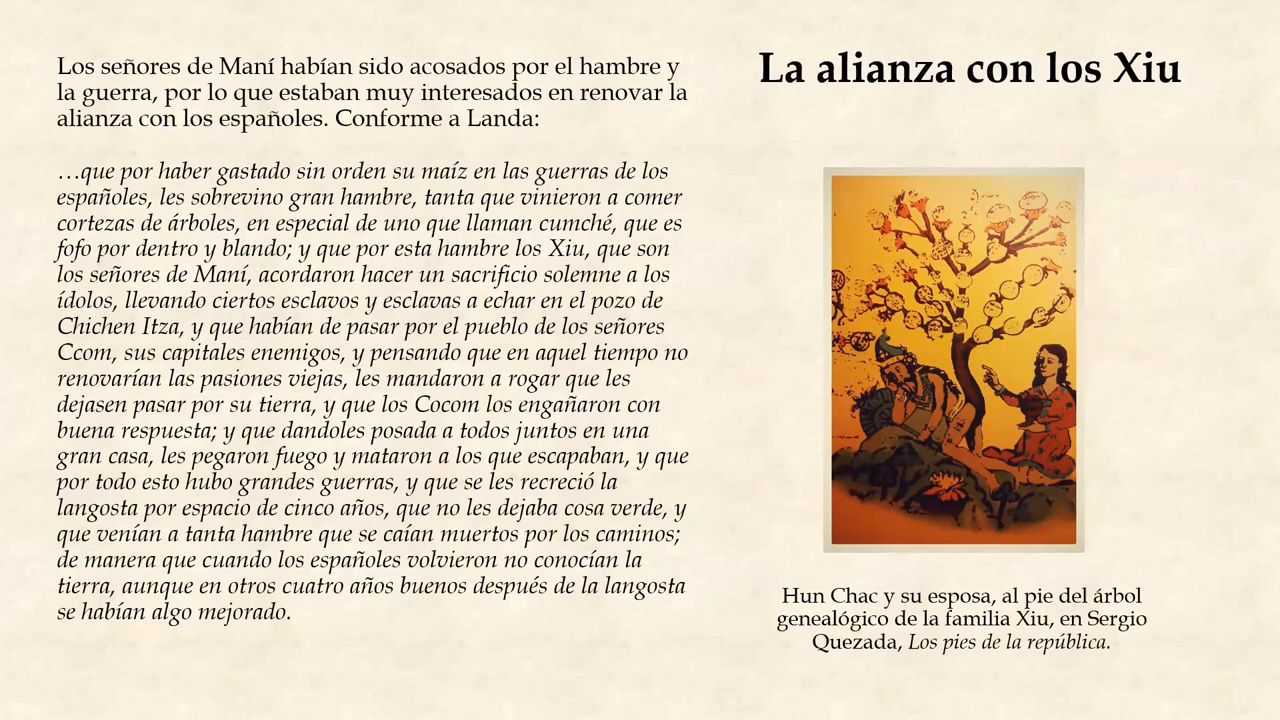 La alianza con los Xiu
Los señores de Maní habían sido acosados por el hambre y
la guerra, por lo que estaban muy interesados en renovar la
alianza con los españoles. Conforme a Landa:
…que por haber gastado sin orden su maíz en las guerras de los
españoles, les sobrevino gran hambre, tanta que vinieron a comer
cortezas de árboles, en especial de uno que llaman cumché, que es
fofo por dentro y blando; y que por esta hambre los Xiu, que son
los señores de Maní, acordaron hacer un sacrificio solemne a los
ídolos, llevando ciertos esclavos y esclavas a echar en el pozo de
Chichen Itza, y que habían de pasar por el pueblo de los señores
Ccom, sus capitales enemigos, y pensando que en aquel tiempo no
renovarían las pasiones viejas, les mandaron a rogar que les
dejasen pasar por su tierra, y que los Cocom los engañaron con
buena respuesta; y que dandoles posada a todos juntos en una
gran casa, les pegaron fuego y mataron a los que escapaban, y que
por todo esto hubo grandes guerras, y que se les recreció la
langosta por espacio de cinco años, que no les dejaba cosa verde, y
que venían a tanta hambre que se caían muertos por los caminos;
de manera que cuando los españoles volvieron no conocían la
tierra, aunque en otros cuatro años buenos después de la langosta
se habían algo mejorado.
Hun Chac y su esposa, al pie del árbol
genealógico de la familia Xiu, en Sergio
Quezada, Los pies de la república.